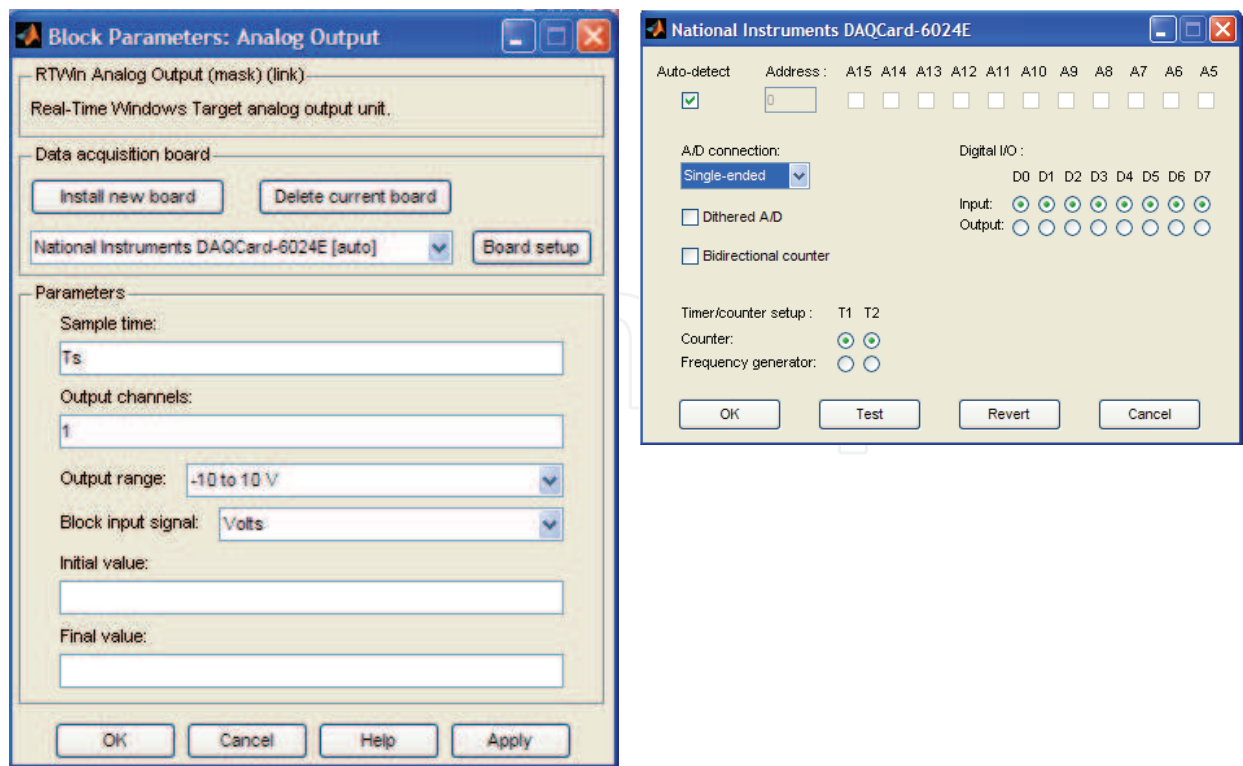 Block Parameters: Analog Output
RTWin Analog Output (mask) (link)
Real-Time Windows Target analog output unit.
Data acquisition board
Install new board
Delete current board
National Instruments DAQCard-6024E [auto]
Board setup
Parameters
Sample time:
Ts
Output channels:
1
Output range: -10 to 10 V
Block input signal: Volts
Initial value:
Final value:
OK Cancel Help Apply
National Instruments DAQCard-6024E
Auto-detect Address : A15 A14 A13 A12 A11 A10 A9 A8 A7 A6 A5
0
A/D connection:
Single-ended
Dithered A/D
Bidirectional counter
Digital I/O :
D0 D1 D2 D3 D4 D5 D6 D7
Input:
Output:
Timer/counter setup : T1 T2
Counter:
Frequency generator:
OK Test Revert Cancel